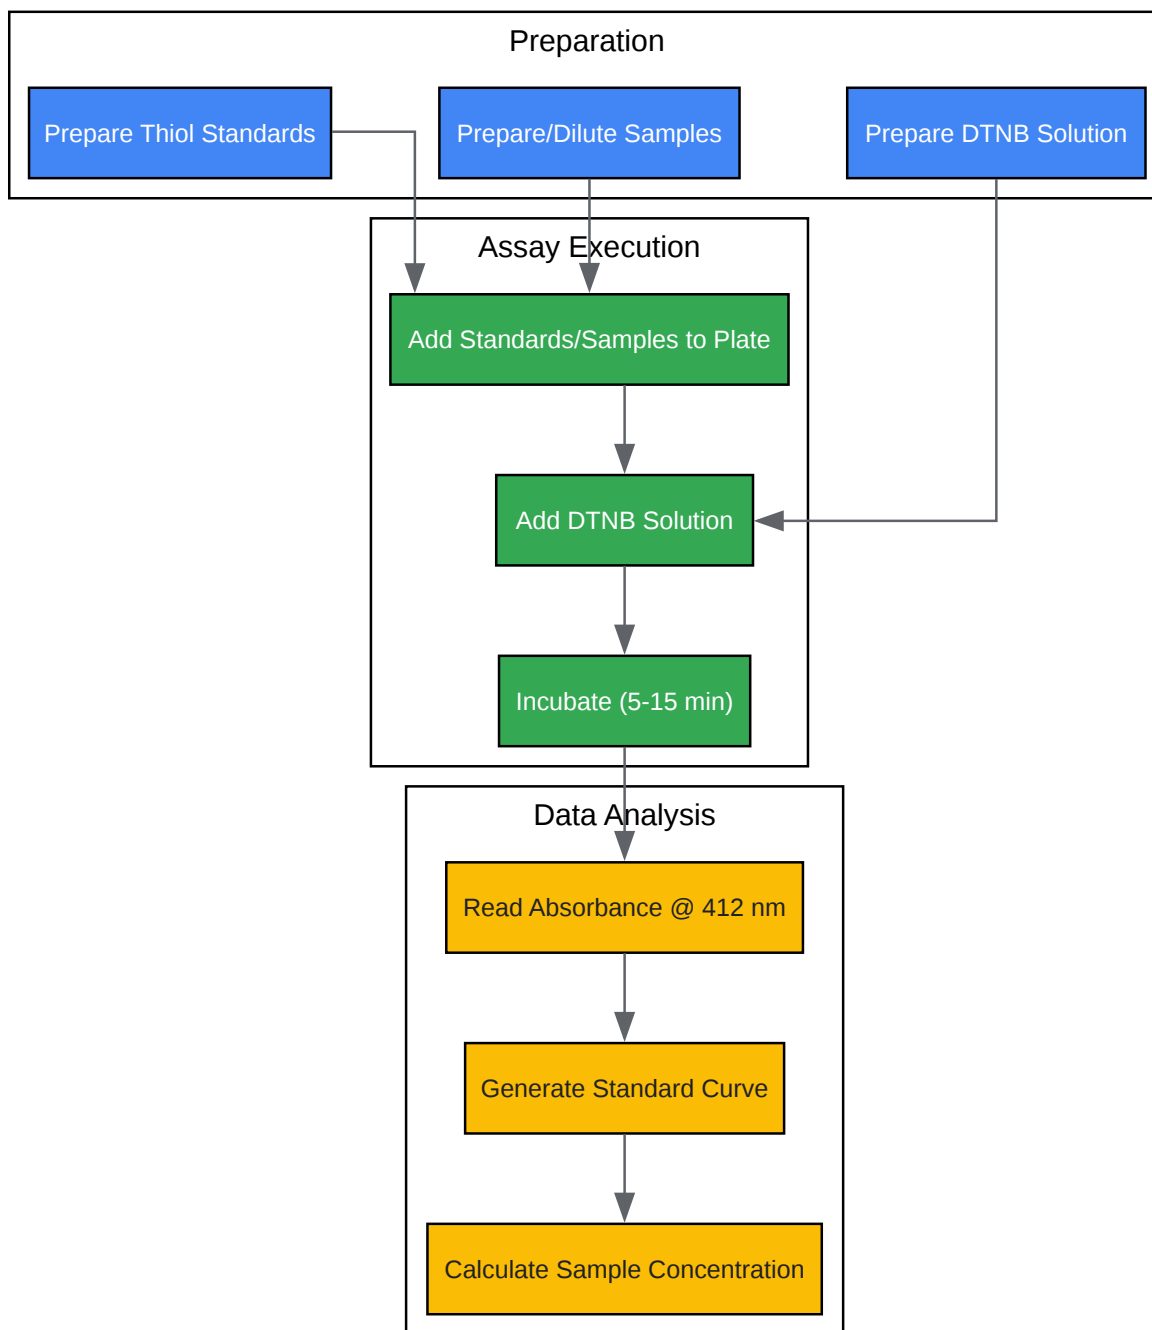 Preparation
Prepare Thiol Standards
Prepare/Dilute Samples
Prepare DTNB Solution
Assay Execution
Add Standards/Samples to Plate
Add DTNB Solution
Incubate (5-15 min)
Data Analysis
Read Absorbance @ 412 nm
Generate Standard Curve
Calculate Sample Concentration